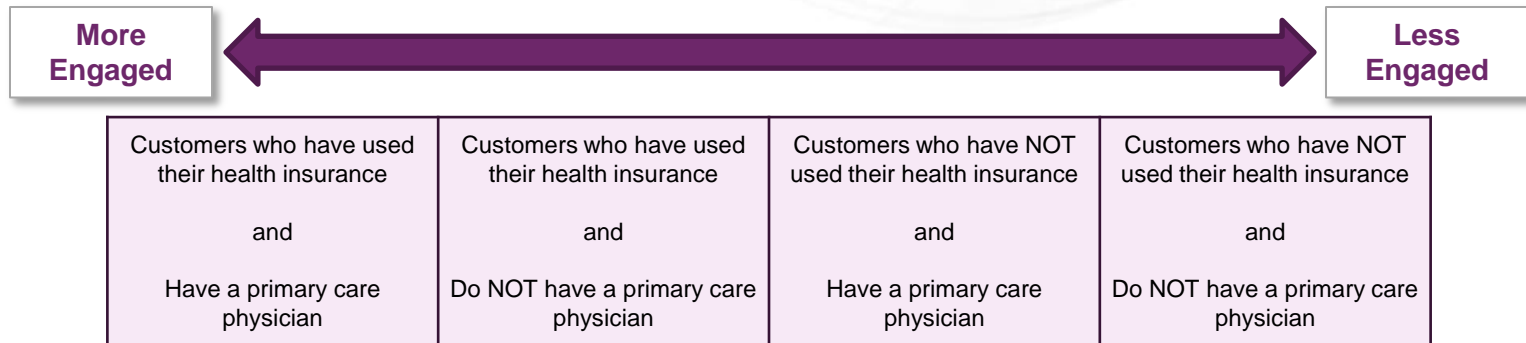 More
Engaged
Less
Engaged
Customers who have used
their health insurance
and
Have a primary care
physician
Customers who have used
their health insurance
and
Do NOT have a primary care
physician
Customers who have NOT
used their health insurance
and
Have a primary care
physician
Customers who have NOT
used their health insurance
and
Do NOT have a primary care
physician